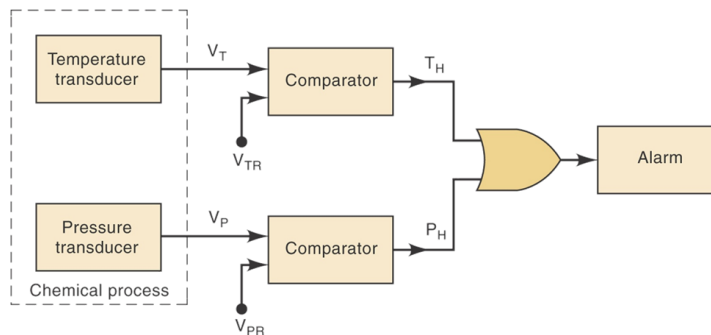 Temperature
transducer
V_T
Comparator
T_H
V_TR
Alarm
Pressure
transducer
V_P
Comparator
P_H
Chemical process
V_PR